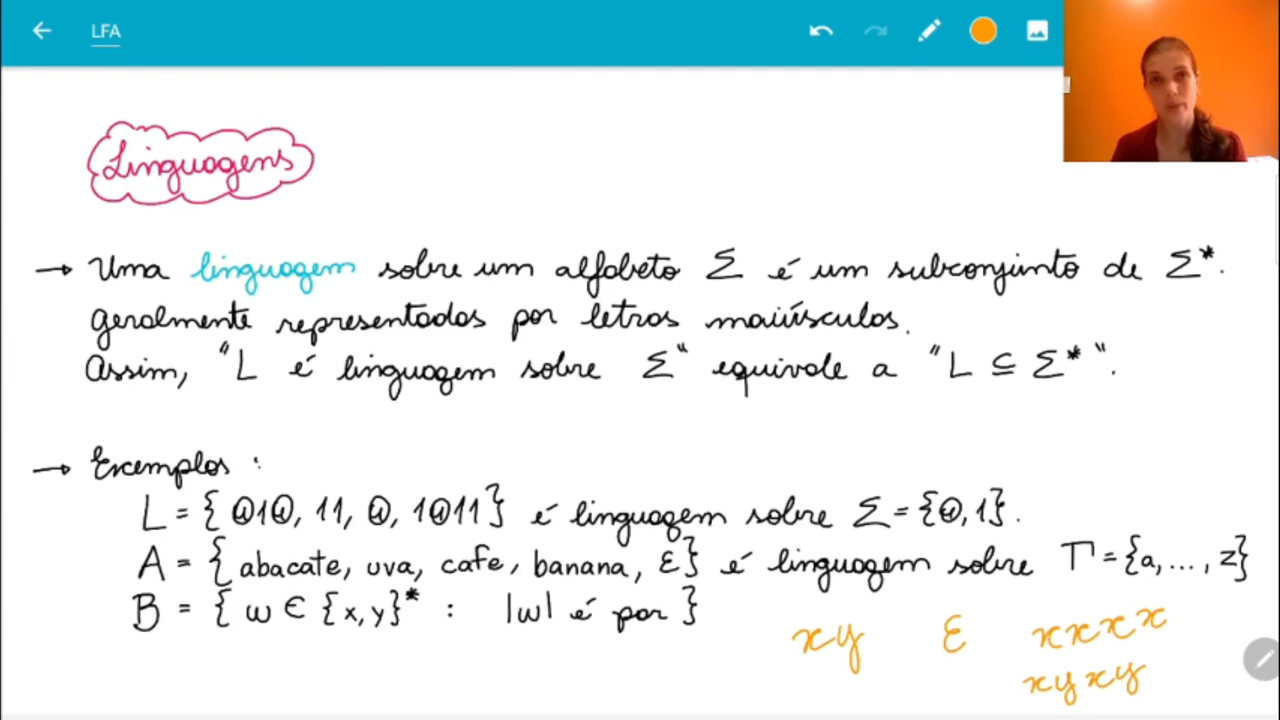 LFA
Linguagens
→ Uma linguagem sobre um alfabeto Σ é um subconjunto de Σ*.
geralmente representadas por letras maiúsculas.
Assim, "L é linguagem sobre Σ" equivale a "L ⊆ Σ*".
→ Exemplos:
L = { 010, 11, 0, 1011} é linguagem sobre Σ = {0, 1}.
A = { abacate, uva, cafe, banana, ε} é linguagem sobre Γ = {a, ..., z}
B = { w ∈ {x, y}* : |w| é par }
xy ε xxxx
xyxy